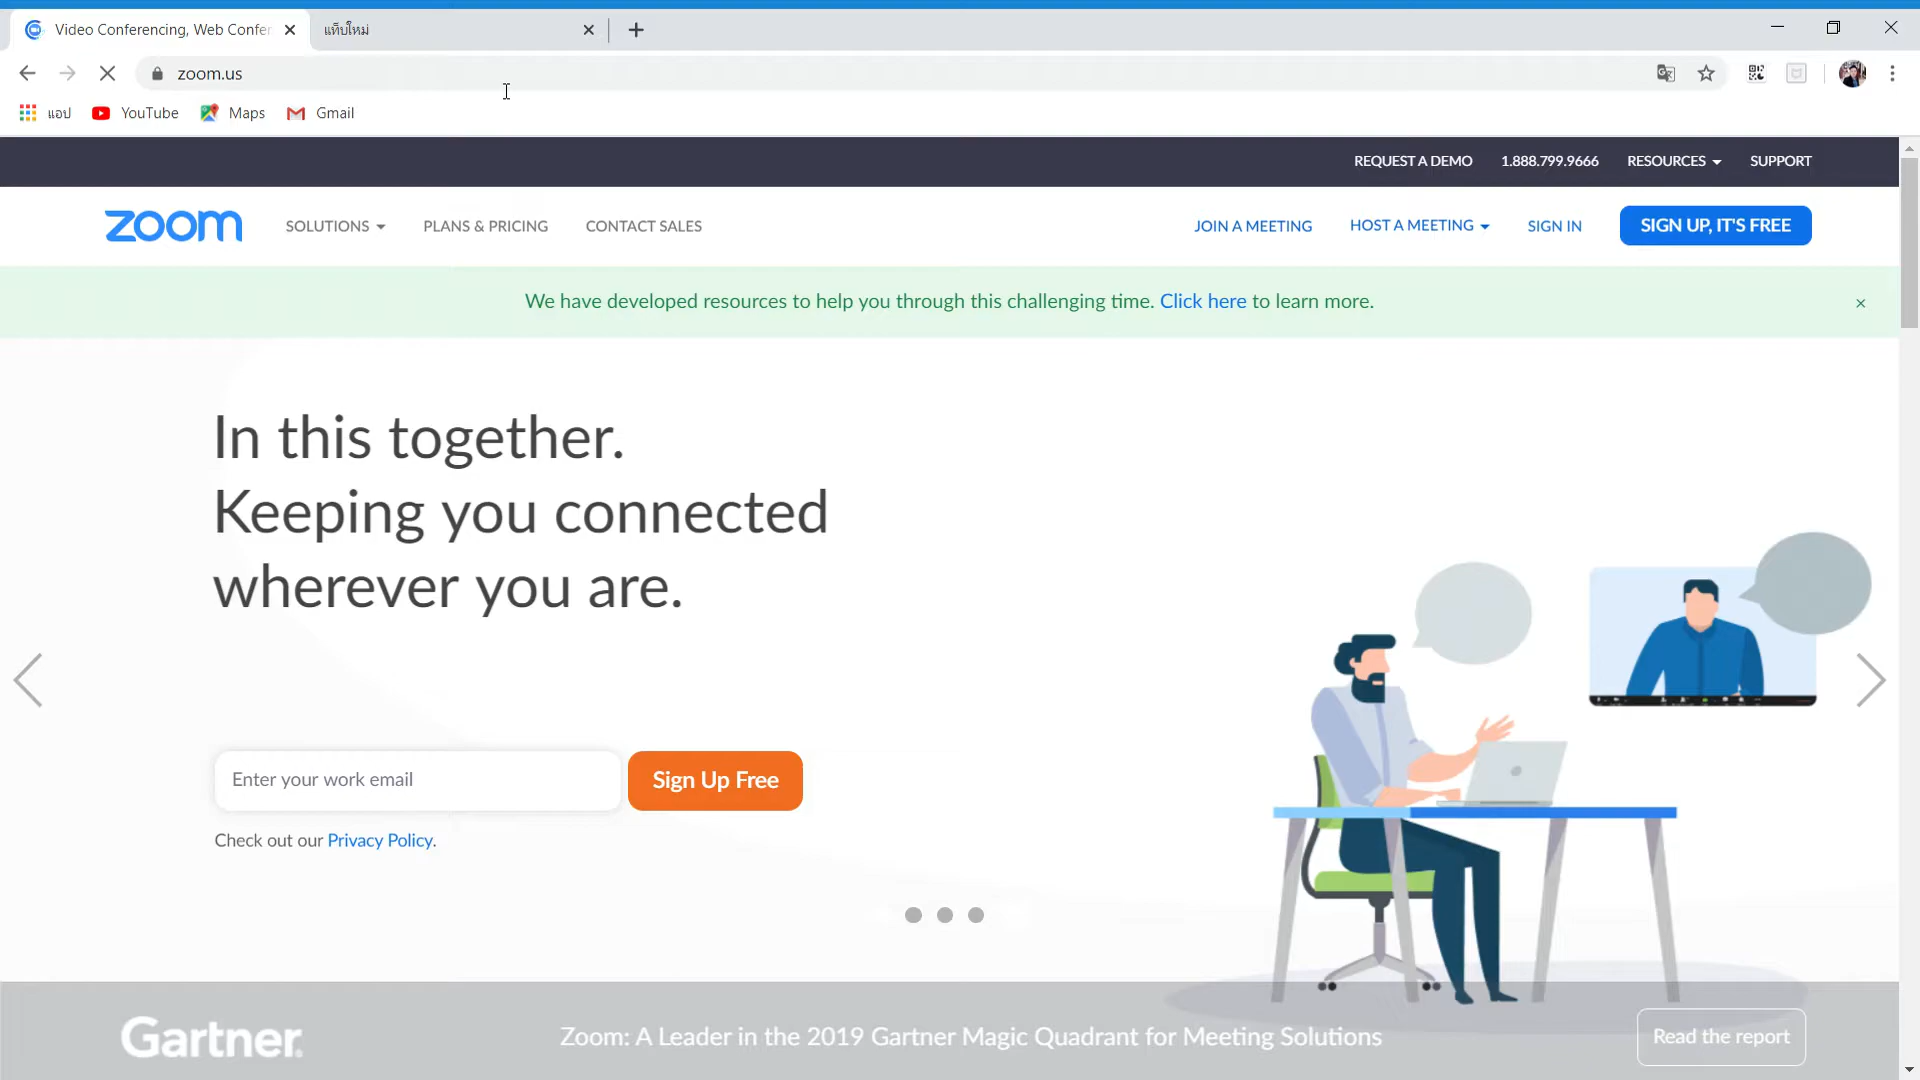 Video Conferencing, Web Confer
แท็บใหม่
zoom.us
แอป
YouTube
Maps
Gmail
REQUEST A DEMO
1.888.799.9666
RESOURCES
SUPPORT
zoom
SOLUTIONS
PLANS & PRICING
CONTACT SALES
JOIN A MEETING
HOST A MEETING
SIGN IN
SIGN UP, IT'S FREE
We have developed resources to help you through this challenging time. Click here to learn more.
In this together.
Keeping you connected
wherever you are.
Enter your work email
Sign Up Free
Check out our Privacy Policy.
Gartner.
Zoom: A Leader in the 2019 Gartner Magic Quadrant for Meeting Solutions
Read the report